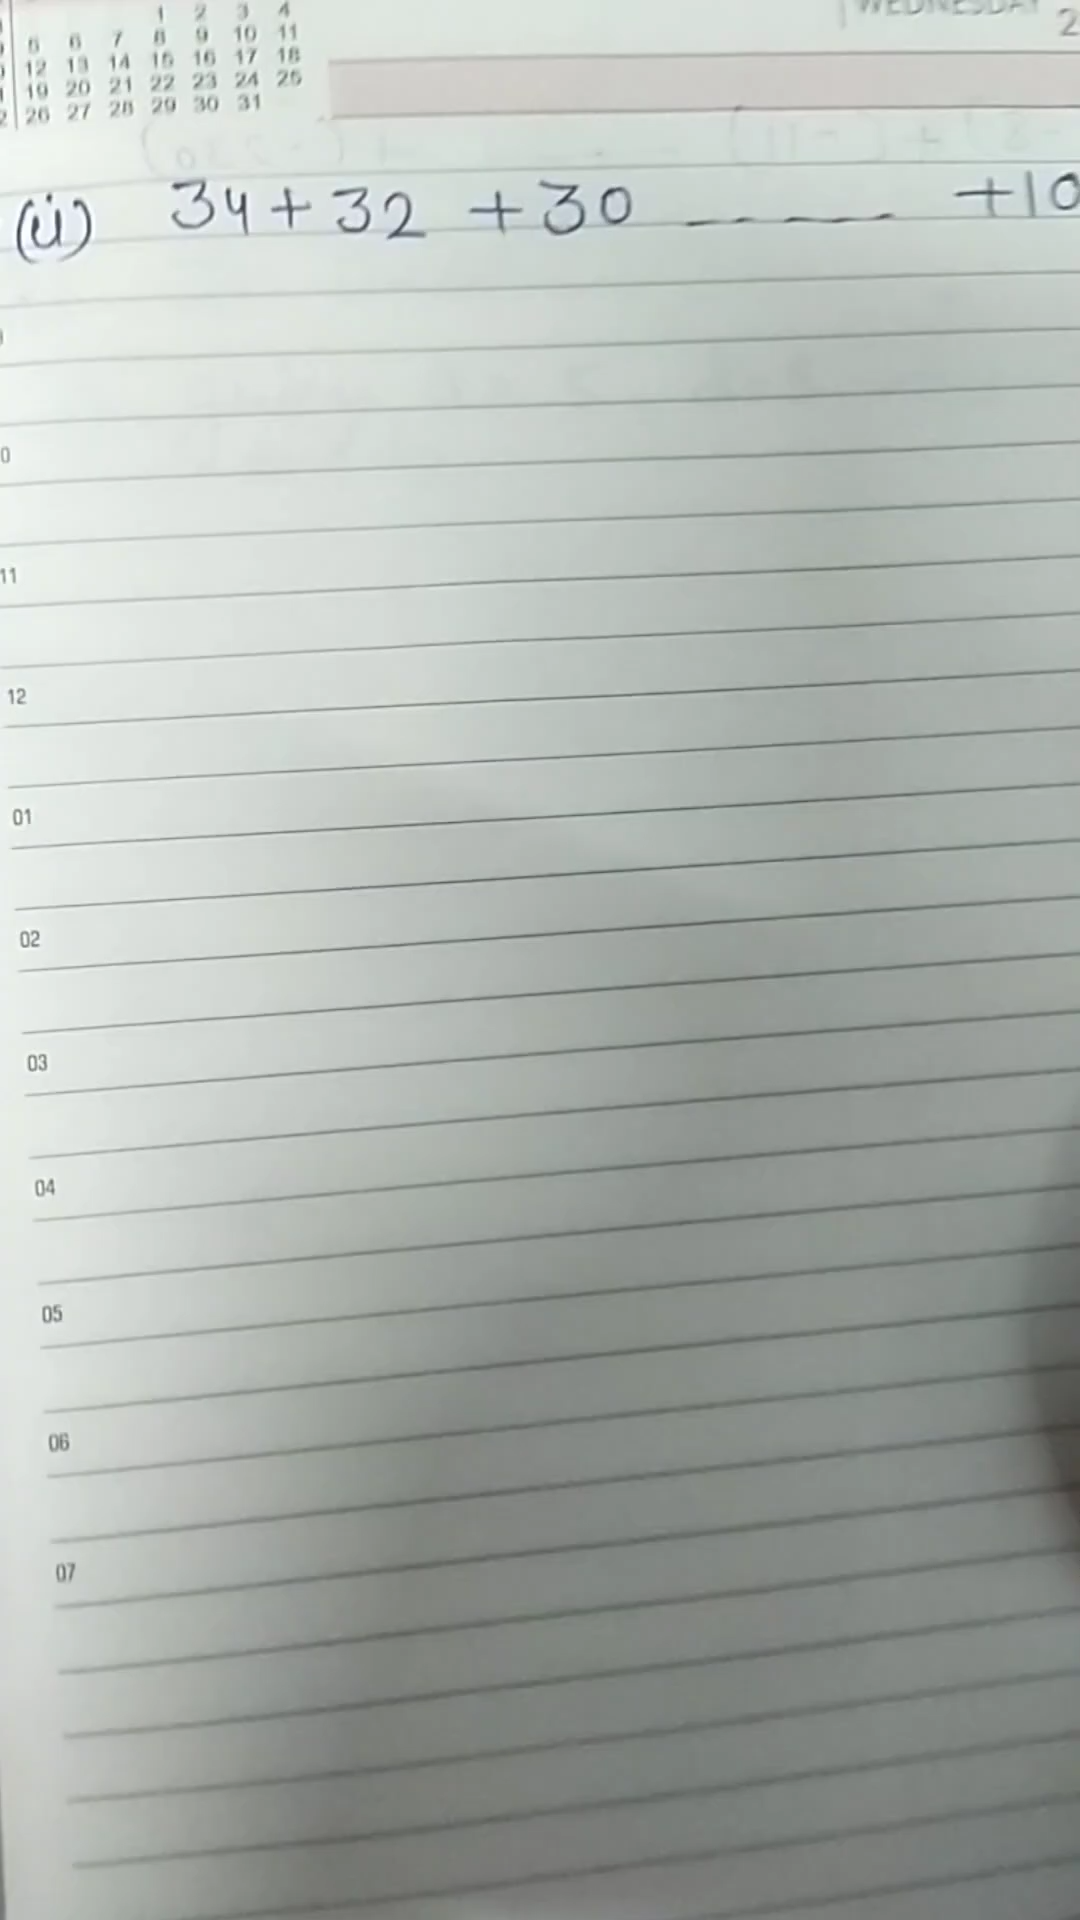 1 2 3 4
5 6 7 8 9 10 11
12 13 14 15 16 17 18
19 20 21 22 23 24 25
26 27 28 29 30 31
WEDNESDAY 2
(ii) 34 + 32 + 30 ----- + 10
11
12
01
02
03
04
05
06
07